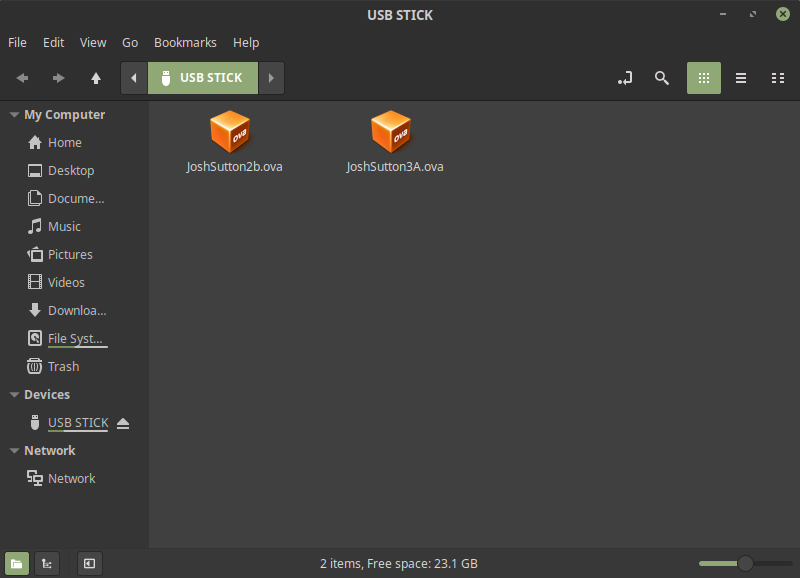 USB STICK
File Edit View Go Bookmarks Help
USB STICK
My Computer
Home
Desktop
Docume...
Music
Pictures
Videos
Downloa...
File Syst...
Trash
Devices
USB STICK
Network
Network
OVA OVA
JoshSutton2b.ova JoshSutton3A.ova
2 items, Free space: 23.1 GB